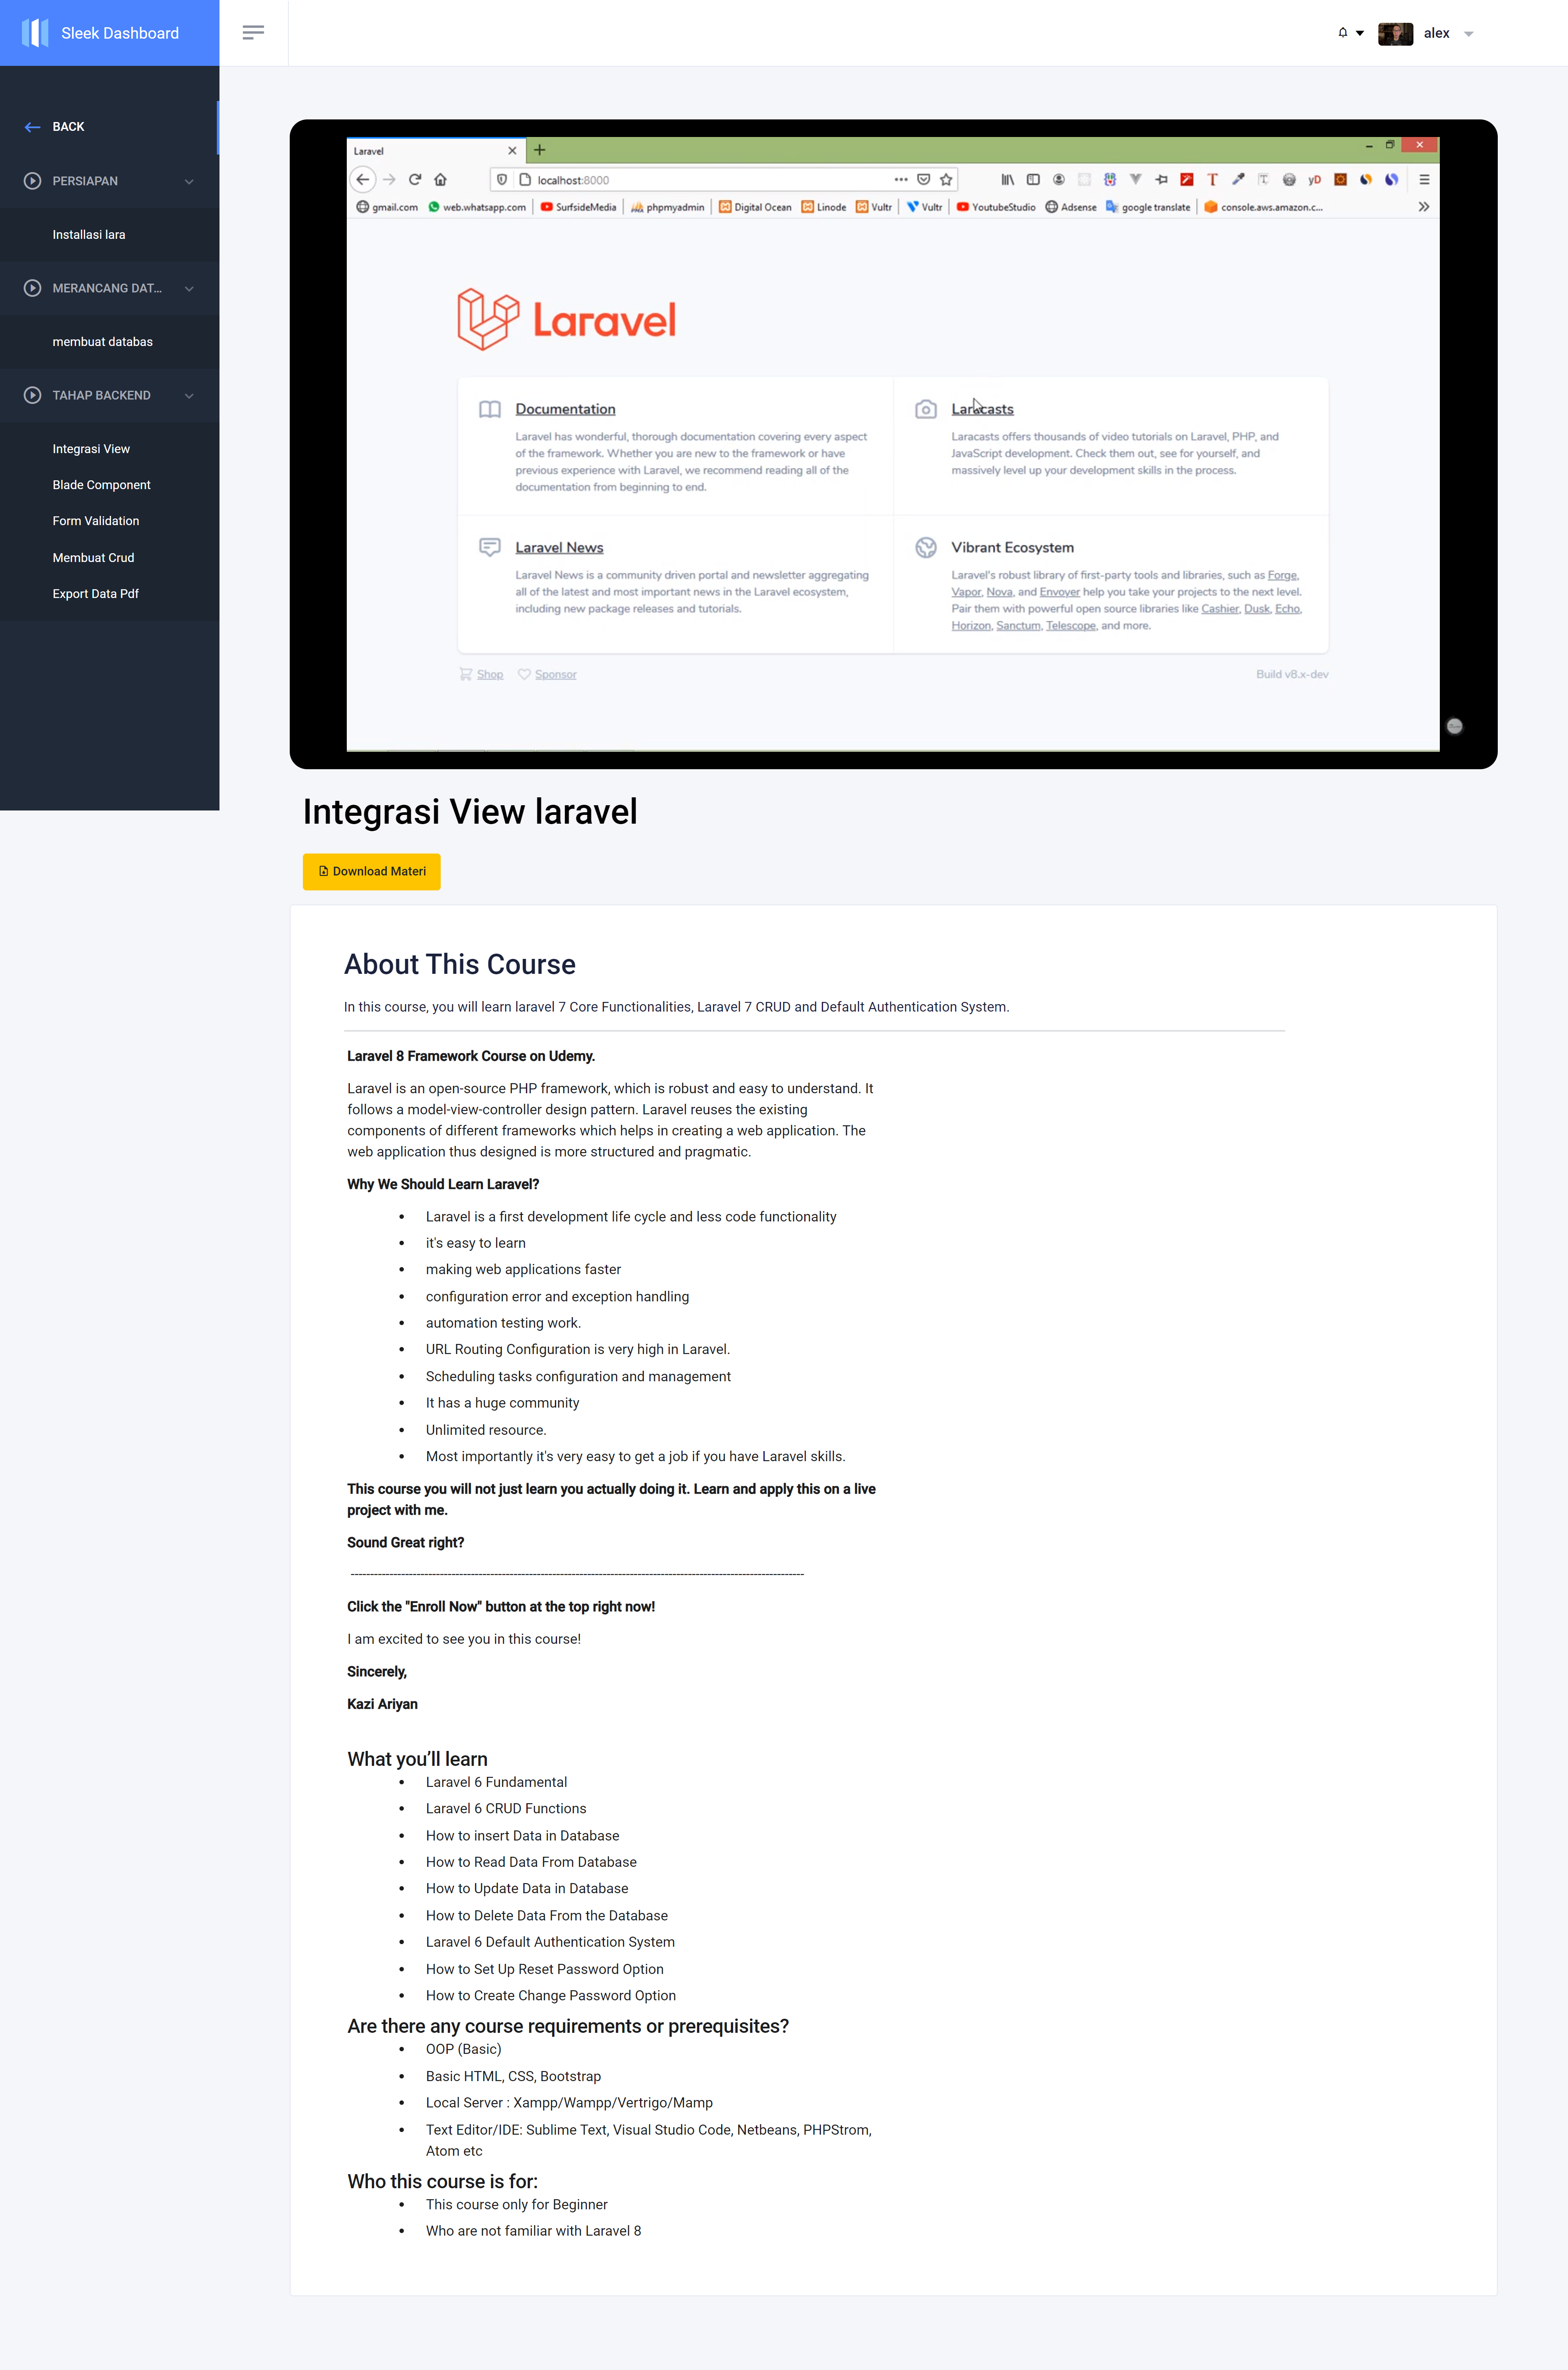 Sleek Dashboard
alex
BACK
PERSIAPAN
Installasi lara
MERANCANG DAT...
membuat databas
TAHAP BACKEND
Integrasi View
Blade Component
Form Validation
Membuat Crud
Export Data Pdf
Laravel
localhost:8000
gmail.com web.whatsapp.com SurfsideMedia phpmyadmin Digital Ocean Linode Vultr Vultr YoutubeStudio Adsense google translate console.aws.amazon.c...
Laravel
Documentation
Laravel has wonderful, thorough documentation covering every aspect
of the framework. Whether you are new to the framework or have
previous experience with Laravel, we recommend reading all of the
documentation from beginning to end.
Laracasts
Laracasts offers thousands of video tutorials on Laravel, PHP, and
JavaScript development. Check them out, see for yourself, and
massively level up your development skills in the process.
Laravel News
Laravel News is a community driven portal and newsletter aggregating
all of the latest and most important news in the Laravel ecosystem,
including new package releases and tutorials.
Vibrant Ecosystem
Laravel's robust library of first-party tools and libraries, such as Forge,
Vapor, Nova, and Envoyer help you take your projects to the next level.
Pair them with powerful open source libraries like Cashier, Dusk, Echo,
Horizon, Sanctum, Telescope, and more.
Shop Sponsor
Build v8.x-dev
Integrasi View laravel
Download Materi
About This Course
In this course, you will learn laravel 7 Core Functionalities, Laravel 7 CRUD and Default Authentication System.
Laravel 8 Framework Course on Udemy.
Laravel is an open-source PHP framework, which is robust and easy to understand. It
follows a model-view-controller design pattern. Laravel reuses the existing
components of different frameworks which helps in creating a web application. The
web application thus designed is more structured and pragmatic.
Why We Should Learn Laravel?
• Laravel is a first development life cycle and less code functionality
• it's easy to learn
• making web applications faster
• configuration error and exception handling
• automation testing work.
• URL Routing Configuration is very high in Laravel.
• Scheduling tasks configuration and management
• It has a huge community
• Unlimited resource.
• Most importantly it's very easy to get a job if you have Laravel skills.
This course you will not just learn you actually doing it. Learn and apply this on a live
project with me.
Sound Great right?
---------------------------------------------------------------------------------------------------------------------
Click the "Enroll Now" button at the top right now!
I am excited to see you in this course!
Sincerely,
Kazi Ariyan
What you’ll learn
• Laravel 6 Fundamental
• Laravel 6 CRUD Functions
• How to insert Data in Database
• How to Read Data From Database
• How to Update Data in Database
• How to Delete Data From the Database
• Laravel 6 Default Authentication System
• How to Set Up Reset Password Option
• How to Create Change Password Option
Are there any course requirements or prerequisites?
• OOP (Basic)
• Basic HTML, CSS, Bootstrap
• Local Server : Xampp/Wampp/Vertrigo/Mamp
• Text Editor/IDE: Sublime Text, Visual Studio Code, Netbeans, PHPStrom,
Atom etc
Who this course is for:
• This course only for Beginner
• Who are not familiar with Laravel 8